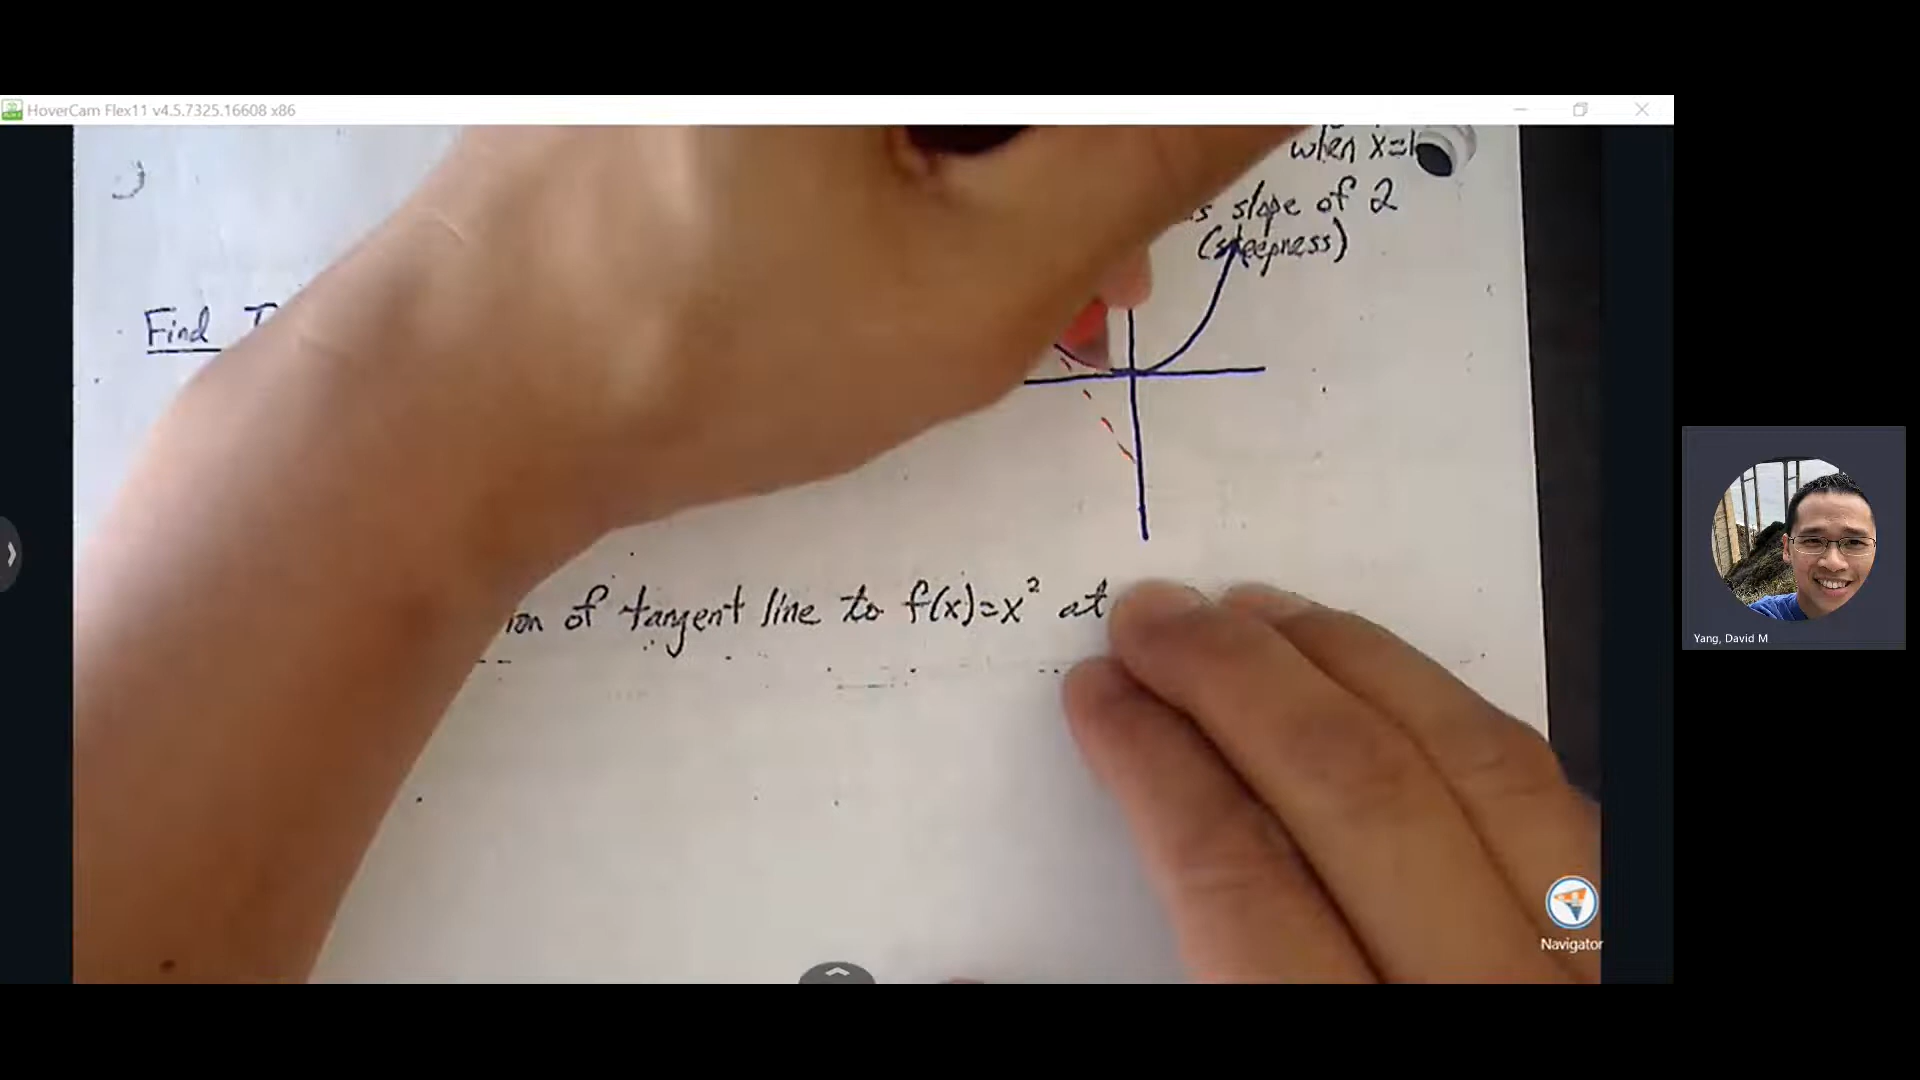 HoverCam Flex11 v4.5.7325.16608 x86
when x=1
slope of 2
(steepness)
Find
of tangent line to f(x)=x² at
Yang, David M
Navigator